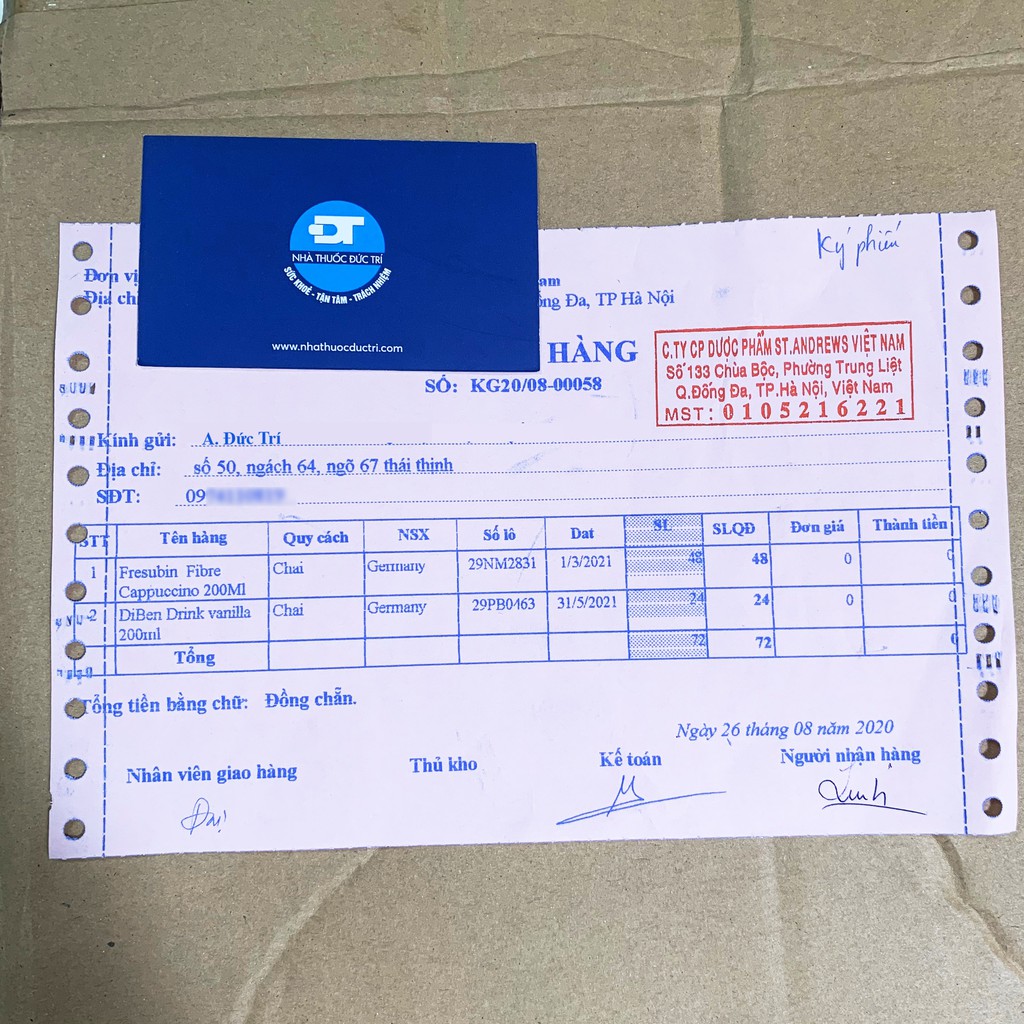 ĐT
NHÀ THUỐC ĐỨC TRÍ
SỨC KHOẺ - TẬN TÂM - TRÁCH NHIỆM
www.nhathuocductri.com
Ký phiếu
Đơn vị
am
Địa chỉ
Đống Đa, TP Hà Nội
HÀNG
SỐ: KG20/08-00058
C.TY CP DƯỢC PHẨM ST.ANDREWS VIỆT NAM
Số 133 Chùa Bộc, Phường Trung Liệt
Q.Đống Đa, TP.Hà Nội, Việt Nam
MST: 0105216221
Kính gửi: A. Đức Trí
Địa chỉ: số 50, ngách 64, ngõ 67 thái thịnh
SĐT: 09
STT Tên hàng Quy cách NSX Số lô Dat SL SLQĐ Đơn giá Thành tiền
1 Fresubin Fibre Cappuccino 200Ml Chai Germany 29NM2831 1/3/2021 48 48 0 0
2 DiBen Drink vanilla 200ml Chai Germany 29PB0463 31/5/2021 24 24 0 0
Tổng 72 72 0
Tổng tiền bằng chữ: Đồng chẵn.
Ngày 26 tháng 08 năm 2020
Nhân viên giao hàng Thủ kho Kế toán Người nhận hàng